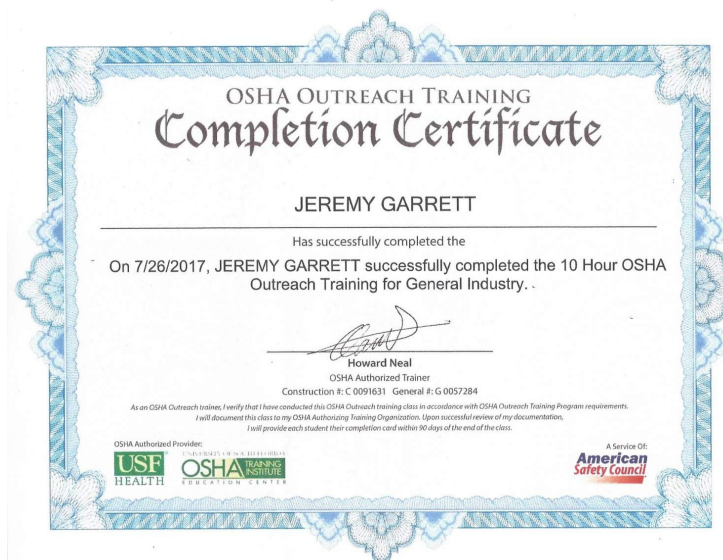 OSHA OUTREACH TRAINING
Completion Certificate
JEREMY GARRETT
Has successfully completed the
On 7/26/2017, JEREMY GARRETT successfully completed the 10 Hour OSHA
Outreach Training for General Industry.
Howard Neal
OSHA Authorized Trainer
Construction #: C 0091631 General #: G 0057284
As an OSHA Outreach trainer, I verify that I have conducted this OSHA Outreach training class in accordance with OSHA Outreach Training Program requirements.
I will document this class to my OSHA Authorizing Training Organization. Upon successful review of my documentation,
I will provide each student their completion card within 90 days of the end of the class.
OSHA Authorized Provider:
USF
HEALTH
UNIVERSITY OF SOUTH FLORIDA
OSHA TRAINING
INSTITUTE
EDUCATION CENTER
A Service Of:
American
Safety Council